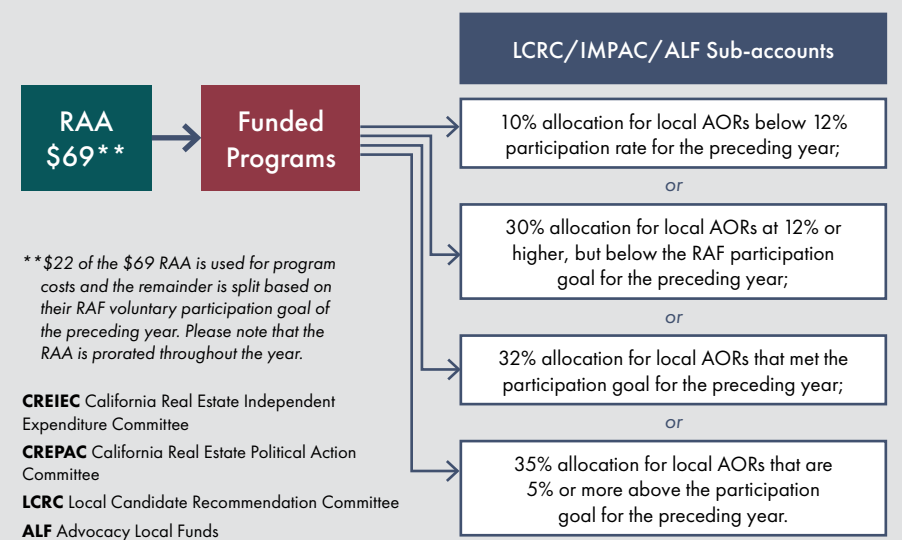 LCRC/IMPAC/ALF Sub-accounts
RAA
$69**
Funded
Programs
10% allocation for local AORs below 12%
participation rate for the preceding year;
or
30% allocation for local AORs at 12% or
higher, but below the RAF participation
goal for the preceding year;
or
32% allocation for local AORs that met the
participation goal for the preceding year;
or
35% allocation for local AORs that are
5% or more above the participation
goal for the preceding year.
**$22 of the $69 RAA is used for program
costs and the remainder is split based on
their RAF voluntary participation goal of
the preceding year. Please note that the
RAA is prorated throughout the year.
CREIEC California Real Estate Independent
Expenditure Committee
CREPAC California Real Estate Political Action
Committee
LCRC Local Candidate Recommendation Committee
ALF Advocacy Local Funds